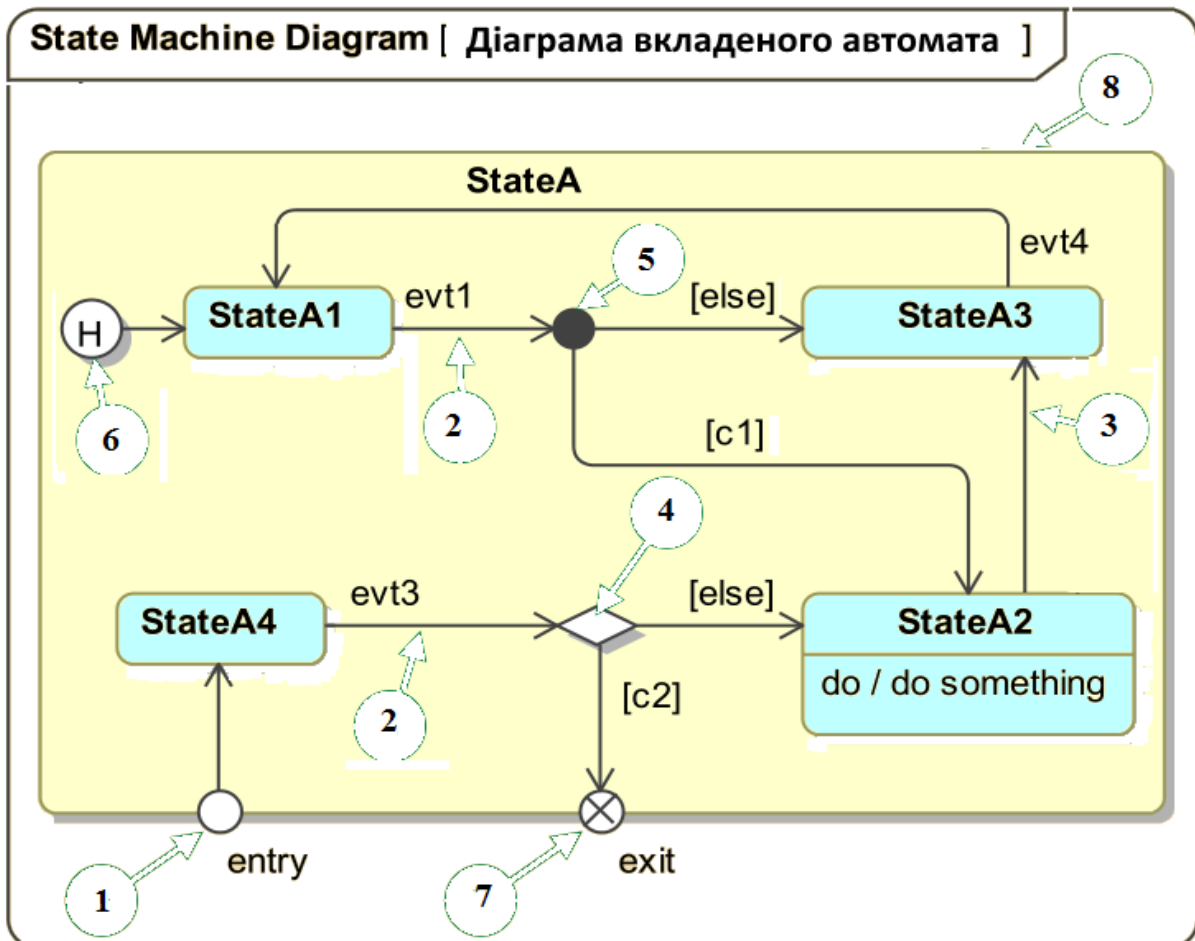 State Machine Diagram [ Діаграма вкладеного автомата ]
8
StateA
evt4
5
StateA1
evt1
[else]
StateA3
H
6
2
[c1]
3
4
StateA4
evt3
[else]
StateA2
do / do something
2
[c2]
entry
exit
1
7